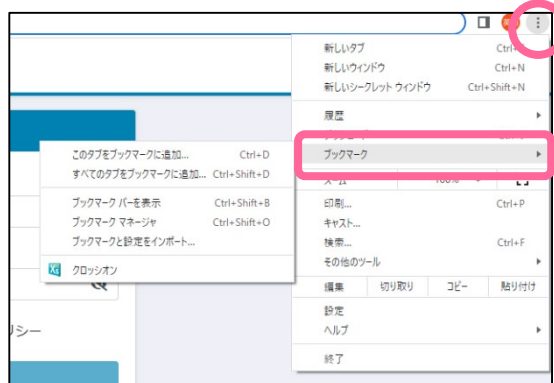 新しいタブ
新しいウィンドウ Ctrl+N
新しいシークレット ウィンドウ Ctrl+Shift+N
履歴
ブックマーク
このタブをブックマークに追加... Ctrl+D
すべてのタブをブックマークに追加... Ctrl+Shift+D
ブックマーク バーを表示 Ctrl+Shift+B
ブックマーク マネージャ Ctrl+Shift+O
ブックマークと設定をインポート...
クロッシオン
印刷... Ctrl+P
キャスト...
検索... Ctrl+F
その他のツール
編集 切り取り コピー 貼り付け
設定
ヘルプ
終了
リシー